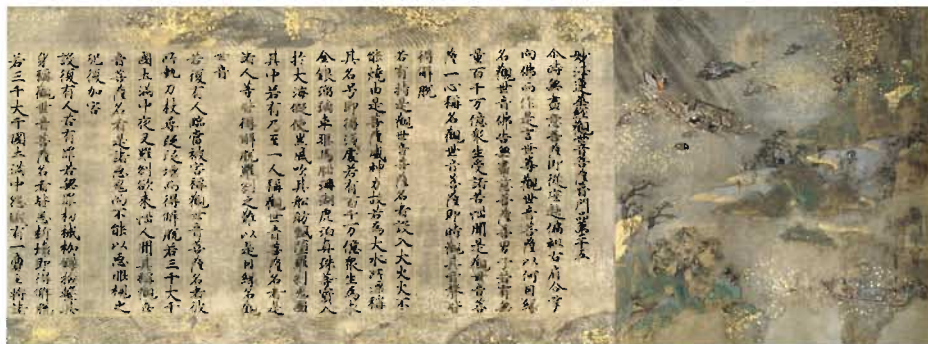 妙法蓮華經觀世音菩薩普門品第二十五
尒時無盡意菩薩即從座起偏袒右肩合掌
向佛而作是言世尊觀世音菩薩以何因緣
名觀世音佛告無盡意菩薩善男子若有無
量百千万億衆生受諸苦惱聞是觀世音菩
薩一心稱名觀世音菩薩即時觀其音聲皆
得解脱
若有持是觀世音菩薩名者設入大火火不
能燒由是菩薩威神力故若為大水所漂稱
其名号即得淺處若有百千万億衆生為求
金銀瑠璃車璖馬瑙珊瑚虎珀真珠等寶入
於大海假使黒風吹其船舫飄墮羅刹鬼國
其中若有乃至一人稱觀世音菩薩名者是
諸人等皆得解脱羅刹之難以是因緣名觀
世音
若復有人臨當被害稱觀世音菩薩名者彼
所執刀杖尋段段壞而得解脱若三千大千
國土滿中夜叉羅刹欲來惱人聞其稱觀世
音菩薩名者是諸惡鬼尚不能以惡眼視之
况復加害
設復有人若有罪若無罪杻械枷鎖檢繫其
身稱觀世音菩薩名者皆悉斷壞即得解脱
若三千大千國土滿中怨賊有一商主將諸